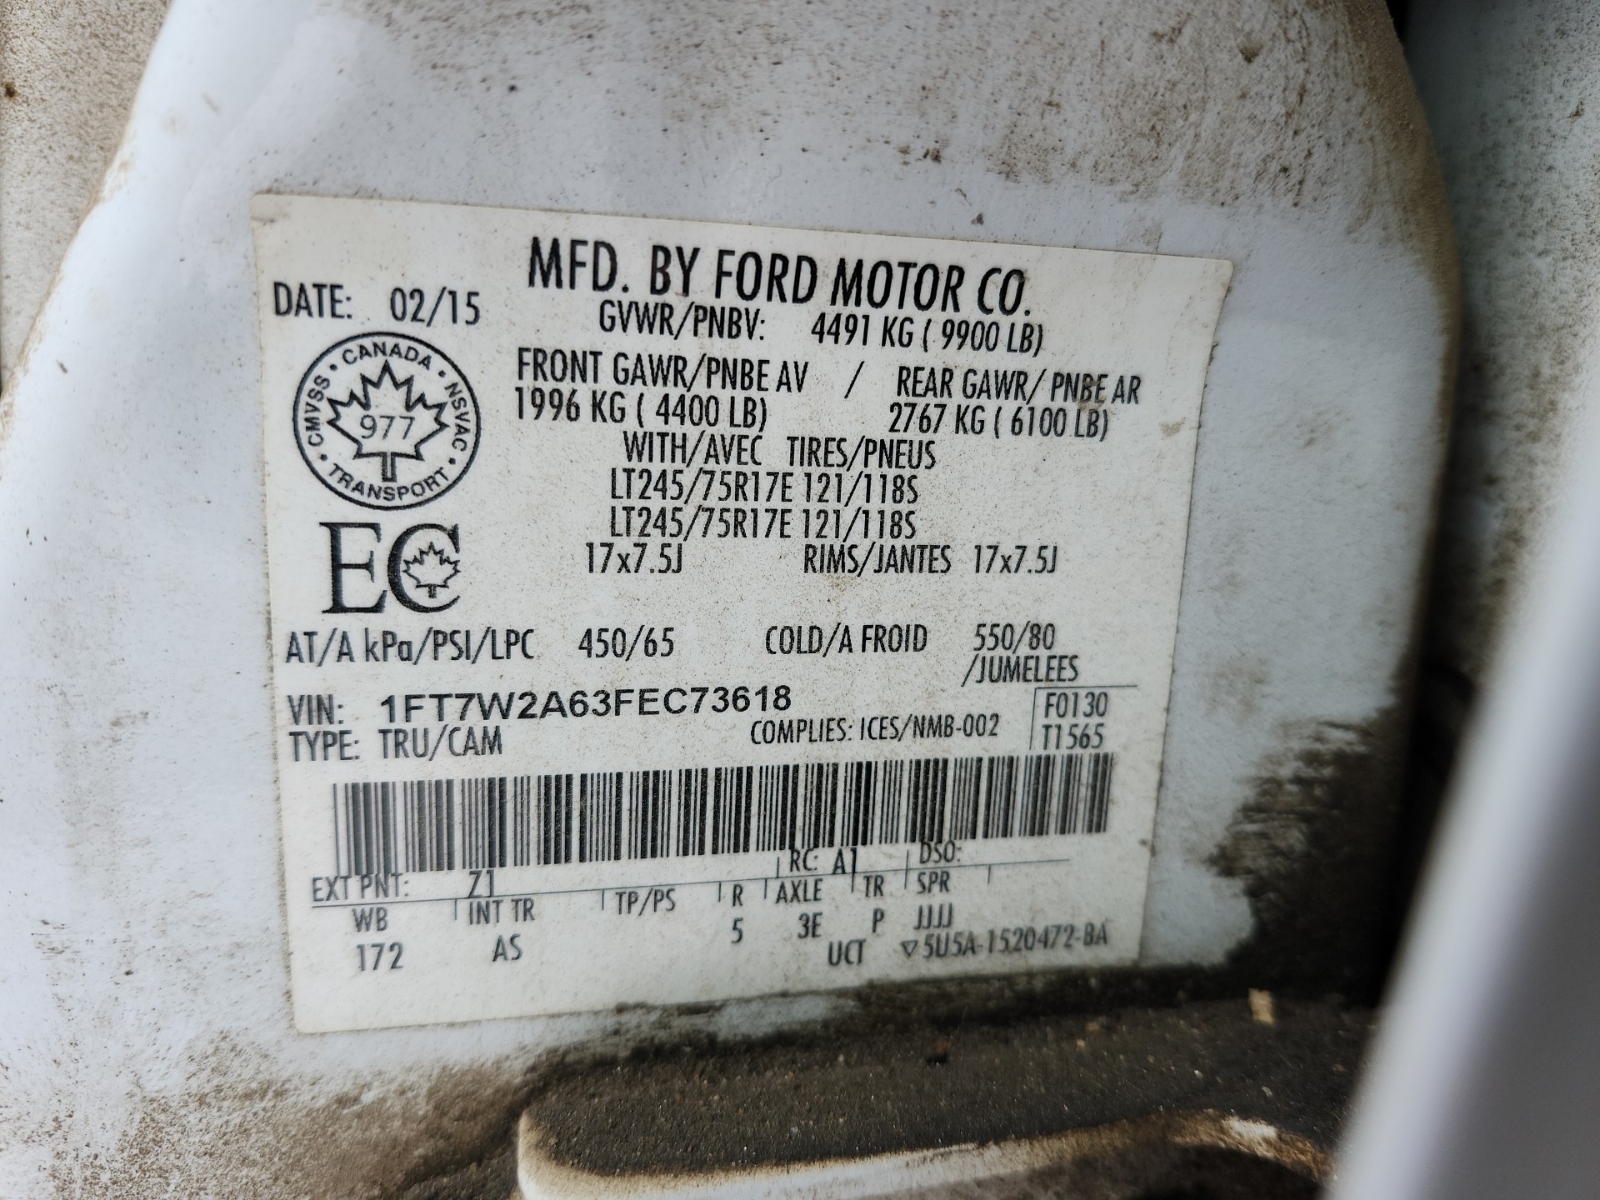 MFD. BY FORD MOTOR CO.
DATE: 02/15
GVWR/PNBV: 4491 KG ( 9900 LB)
FRONT GAWR/PNBE AV / REAR GAWR/ PNBE AR
1996 KG ( 4400 LB) 2767 KG ( 6100 LB)
WITH/AVEC TIRES/PNEUS
LT245/75R17E 121/118S
LT245/75R17E 121/118S
17x7.5J RIMS/JANTES 17x7.5J
CANADA • NSVAC • TRANSPORT • CMVSS •
977
EC
AT/A kPa/PSI/LPC 450/65 COLD/A FROID 550/80
/JUMELEES
VIN: 1FT7W2A63FEC73618
TYPE: TRU/CAM
COMPLIES: ICES/NMB-002
F0130
T1565
EXT PNT: Z1 RC: A1 DSO:
WB INT TR TP/PS R AXLE TR SPR
172 AS 5 3E P JJJJ
UCT ▽5U5A-1520472-BA